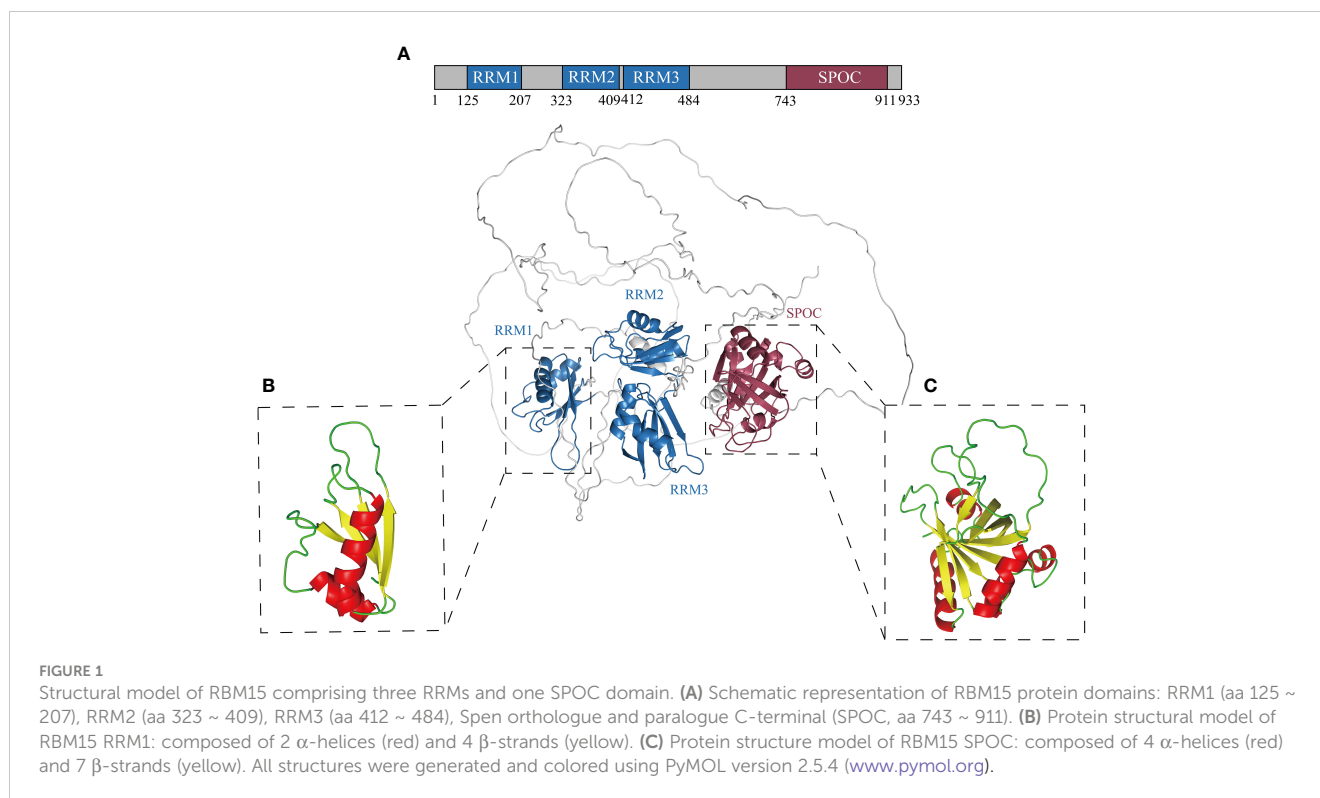 A
RRM1 RRM2 RRM3 SPOC
1 125 207 323 409 412 484 743 911 933
RRM2
SPOC
RRM1
B
C
RRM3
FIGURE 1
Structural model of RBM15 comprising three RRMs and one SPOC domain. (A) Schematic representation of RBM15 protein domains: RRM1 (aa 125 ~
207), RRM2 (aa 323 ~ 409), RRM3 (aa 412 ~ 484), Spen orthologue and paralogue C-terminal (SPOC, aa 743 ~ 911). (B) Protein structural model of
RBM15 RRM1: composed of 2 α-helices (red) and 4 β-strands (yellow). (C) Protein structure model of RBM15 SPOC: composed of 4 α-helices (red)
and 7 β-strands (yellow). All structures were generated and colored using PyMOL version 2.5.4 (www.pymol.org).